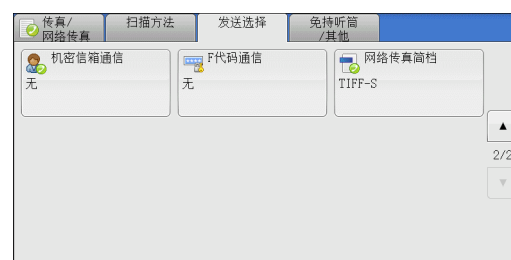 传真/
网络传真
扫描方法
发送选择
免持听筒
/其他
机密信箱通信
无
F代码通信
无
网络传真简档
TIFF-S
2/2